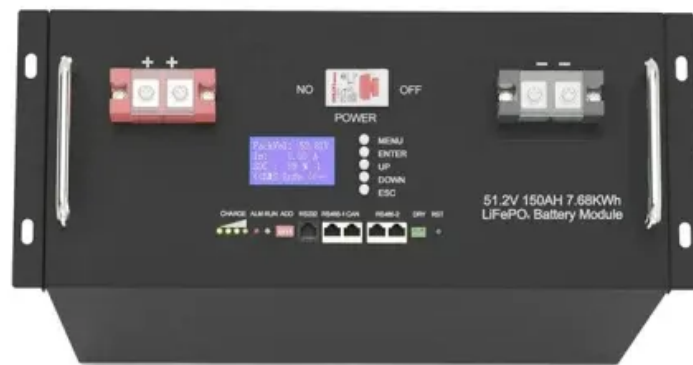 + +
- -
NO
OFF
POWER
MENU
ENTER
UP
DOWN
ESC
51.2V 150AH 7.68KWh
LiFePO₄ Battery Module
CHARGE ALM RUN ADD RS232 RS485-1 CAN RS485-2 DRY RST